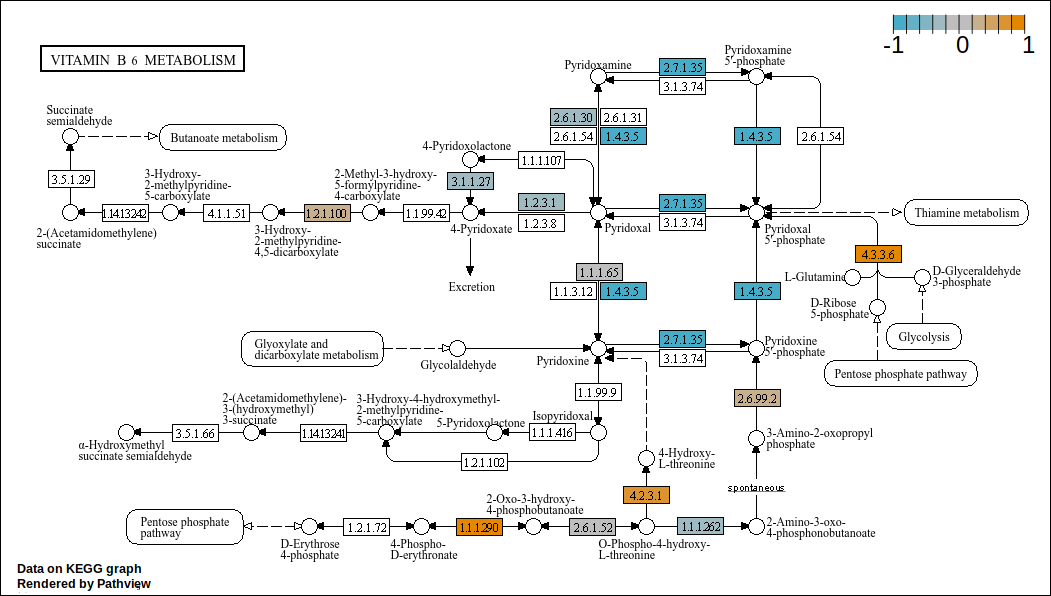 -1 0 1
VITAMIN B 6 METABOLISM
Pyridoxamine
Pyridoxamine
5'-phosphate
2.7.1.35
3.1.3.74
Succinate
semialdehyde
Butanoate metabolism
2.6.1.30 2.6.1.31
2.6.1.54 1.4.3.5
1.4.3.5
2.6.1.54
4-Pyridoxolactone
1.1.1.107
3.5.1.29
3-Hydroxy-
2-methylpyridine-
5-carboxylate
2-Methyl-3-hydroxy-
5-formylpyridine-
4-carboxylate
3.1.1.27
1.14.13.242
4.1.1.51
1.2.1.100
1.1.99.42
1.2.3.1
1.2.3.8
2.7.1.35
3.1.3.74
Thiamine metabolism
2-(Acetamidomethylene)
succinate
3-Hydroxy-
2-methylpyridine-
4,5-dicarboxylate
4-Pyridoxate
Pyridoxal
Pyridoxal
5'-phosphate
4.3.3.6
Excretion
1.1.1.65
1.1.3.12 1.4.3.5
1.4.3.5
L-Glutamine
D-Glyceraldehyde
3-phosphate
D-Ribose
5-phosphate
Glycolysis
Glyoxylate and
dicarboxylate metabolism
Glycolaldehyde
Pyridoxine
2.7.1.35
3.1.3.74
Pyridoxine
5'-phosphate
Pentose phosphate pathway
1.1.99.9
2.6.99.2
2-(Acetamidomethylene)-
3-(hydroxymethyl)
3-succinate
3-Hydroxy-4-hydroxymethyl-
2-methylpyridine-
5-carboxylate
5-Pyridoxolactone
Isopyridoxal
3.5.1.66
1.14.13.241
1.1.1.416
α-Hydroxymethyl
succinate semialdehyde
1.2.1.102
3-Amino-2-oxopropyl
phosphate
4-Hydroxy-
L-threonine
spontaneous
4.2.3.1
2-Oxo-3-hydroxy-
4-phosphobutanoate
Pentose phosphate
pathway
1.2.1.72
1.1.1.290
2.6.1.52
1.1.1.262
2-Amino-3-oxo-
4-phosphonobutanoate
D-Erythrose
4-phosphate
4-Phospho-
D-erythronate
O-Phospho-4-hydroxy-
L-threonine
Data on KEGG graph
Rendered by Pathview